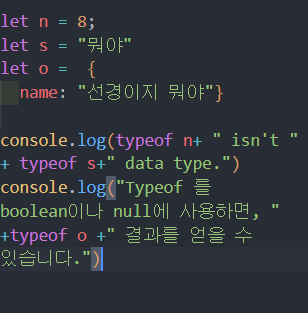 let n = 8;
let s = "뭐야"
let o =  {
  name: "선경이지 뭐야"}

console.log(typeof n+ " isn't "
+ typeof s+" data type.")
console.log("Typeof 를
boolean이나 null에 사용하면, "
+typeof o +" 결과를 얻을 수
있습니다.")